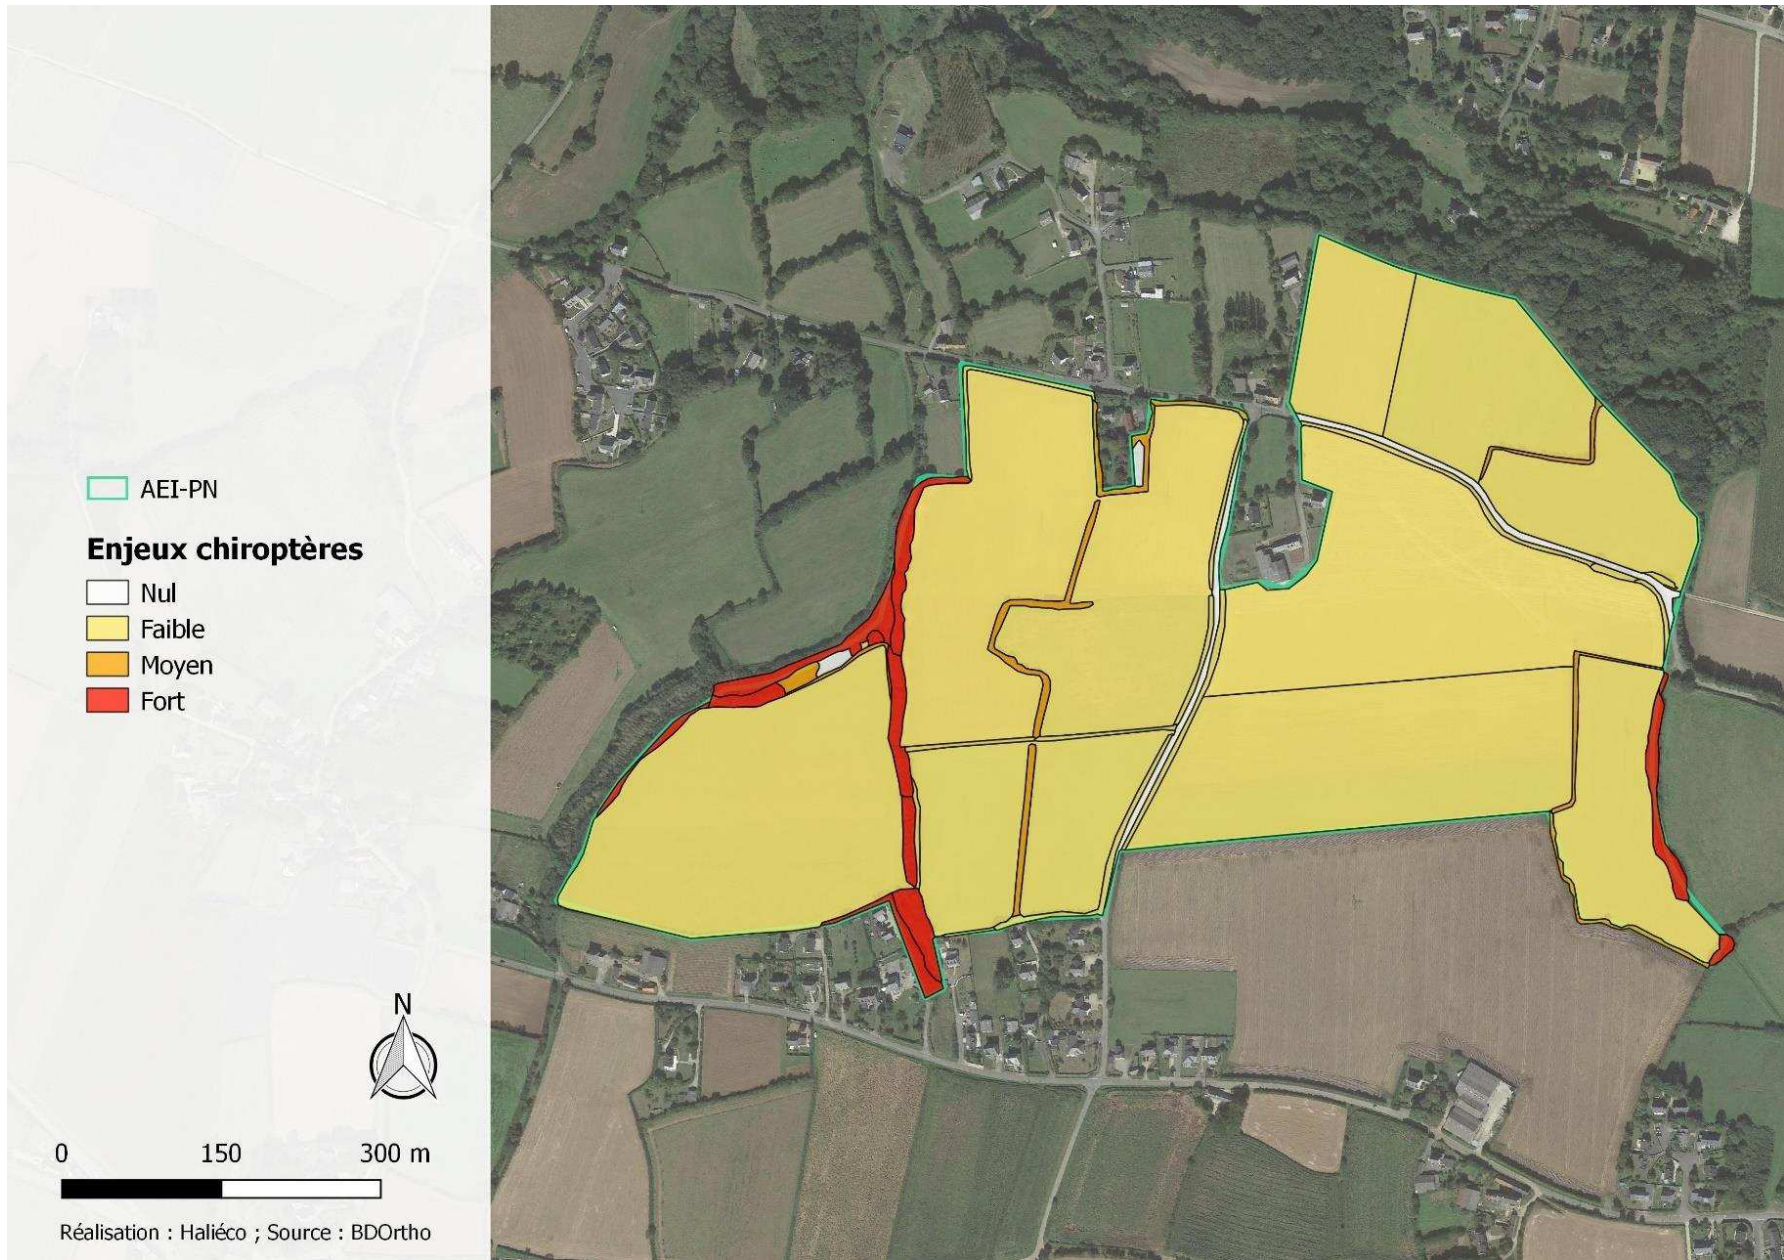 AEI-PN
Enjeux chiroptères
Nul
Faible
Moyen
Fort
N
0 150 300 m
Réalisation : Haliéco ; Source : BDOrtho